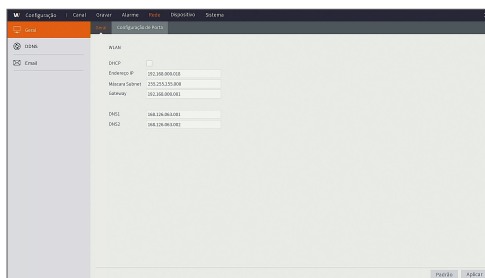 W Configuração | Canal Gravar Alarme Rede Dispositivo Sistema
Geral
DDNS
Email
Geral Configuração de Porto
WLAN
DHCP
Endereço IP 192.168.000.010
Máscara Subnet 255.255.255.000
Gateway 192.168.000.001
DNS1 168.126.063.001
DNS2 168.126.063.002
Padrão Aplicar